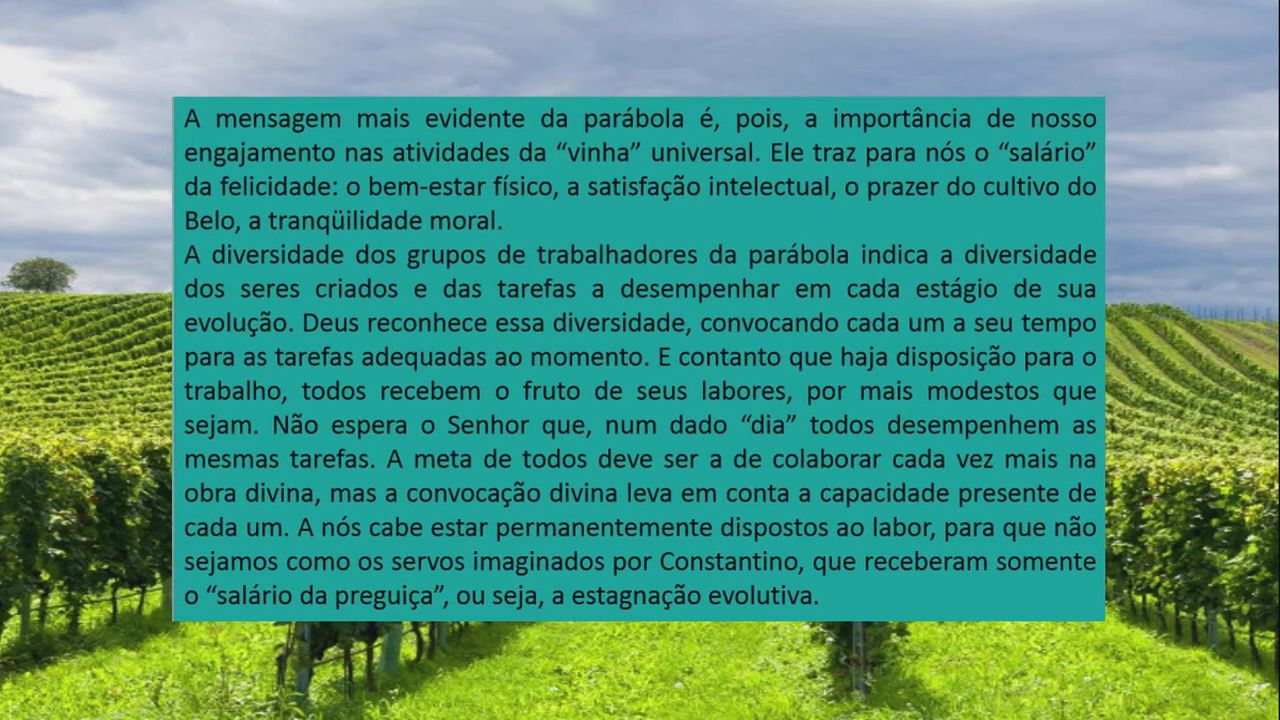 A mensagem mais evidente da parábola é, pois, a importância de nosso
engajamento nas atividades da “vinha” universal. Ele traz para nós o “salário”
da felicidade: o bem-estar físico, a satisfação intelectual, o prazer do cultivo do
Belo, a tranqüilidade moral.
A diversidade dos grupos de trabalhadores da parábola indica a diversidade
dos seres criados e das tarefas a desempenhar em cada estágio de sua
evolução. Deus reconhece essa diversidade, convocando cada um a seu tempo
para as tarefas adequadas ao momento. E contanto que haja disposição para o
trabalho, todos recebem o fruto de seus labores, por mais modestos que
sejam. Não espera o Senhor que, num dado “dia” todos desempenhem as
mesmas tarefas. A meta de todos deve ser a de colaborar cada vez mais na
obra divina, mas a convocação divina leva em conta a capacidade presente de
cada um. A nós cabe estar permanentemente dispostos ao labor, para que não
sejamos como os servos imaginados por Constantino, que receberam somente
o “salário da preguiça”, ou seja, a estagnação evolutiva.